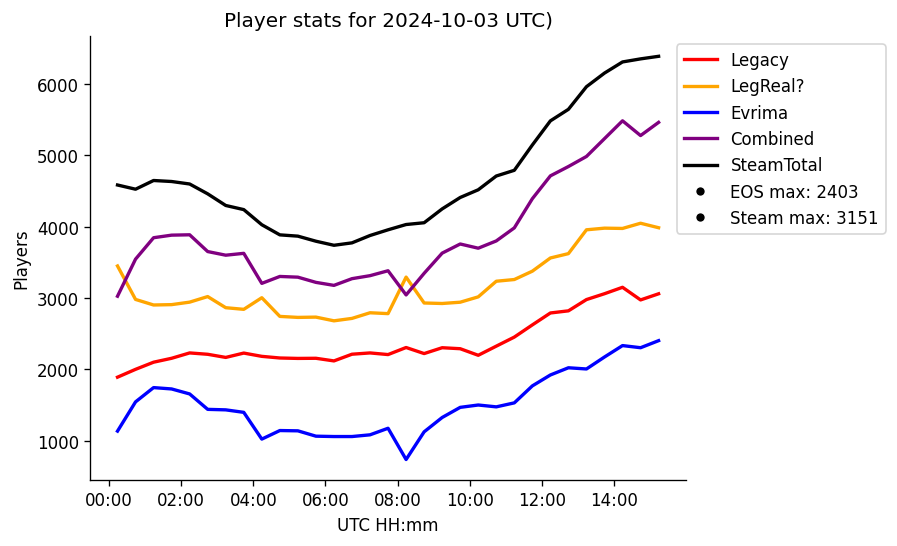 Player stats for 2024-10-03 UTC)
Legacy
LegReal?
Evrima
Combined
SteamTotal
EOS max: 2403
Steam max: 3151
Players
6000
5000
4000
3000
2000
1000
00:00 02:00 04:00 06:00 08:00 10:00 12:00 14:00
UTC HH:mm